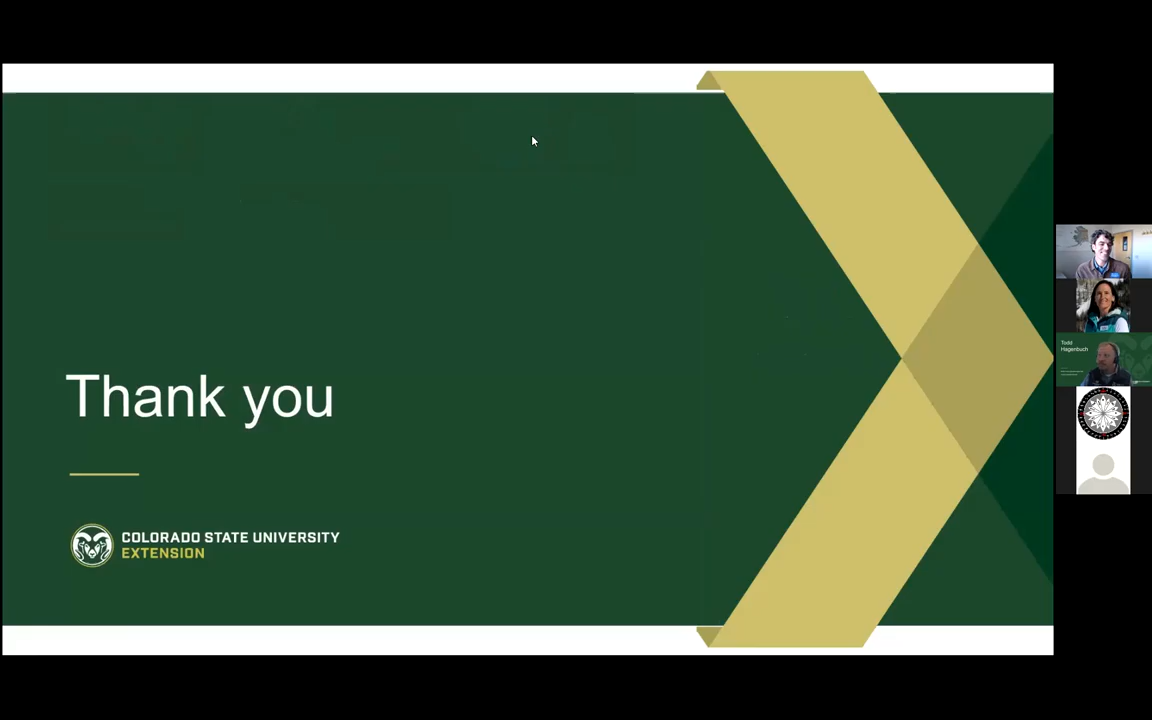 Thank you
COLORADO STATE UNIVERSITY
EXTENSION
Todd
Hagenbuch